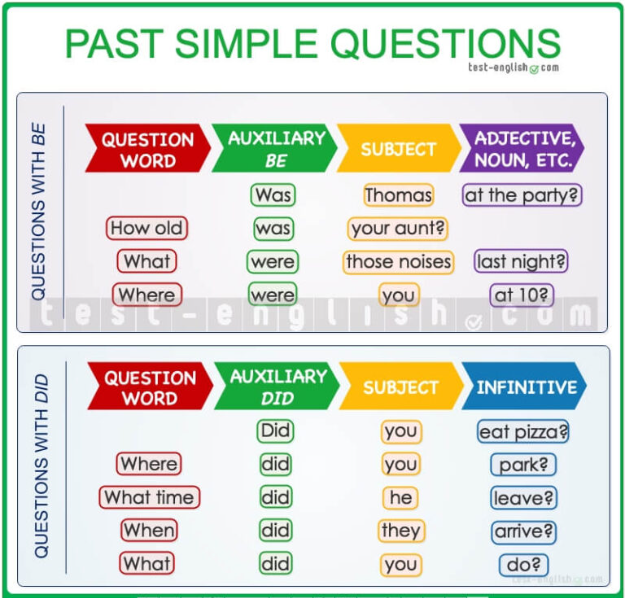 PAST SIMPLE QUESTIONS
test-english.com
QUESTIONS WITH BE
QUESTION WORD AUXILIARY BE SUBJECT ADJECTIVE, NOUN, ETC.
Was Thomas at the party?
How old was your aunt?
What were those noises last night?
Where were you at 10?
test-english.com
QUESTIONS WITH DID
QUESTION WORD AUXILIARY DID SUBJECT INFINITIVE
Did you eat pizza?
Where did you park?
What time did he leave?
When did they arrive?
What did you do?
test-english.com